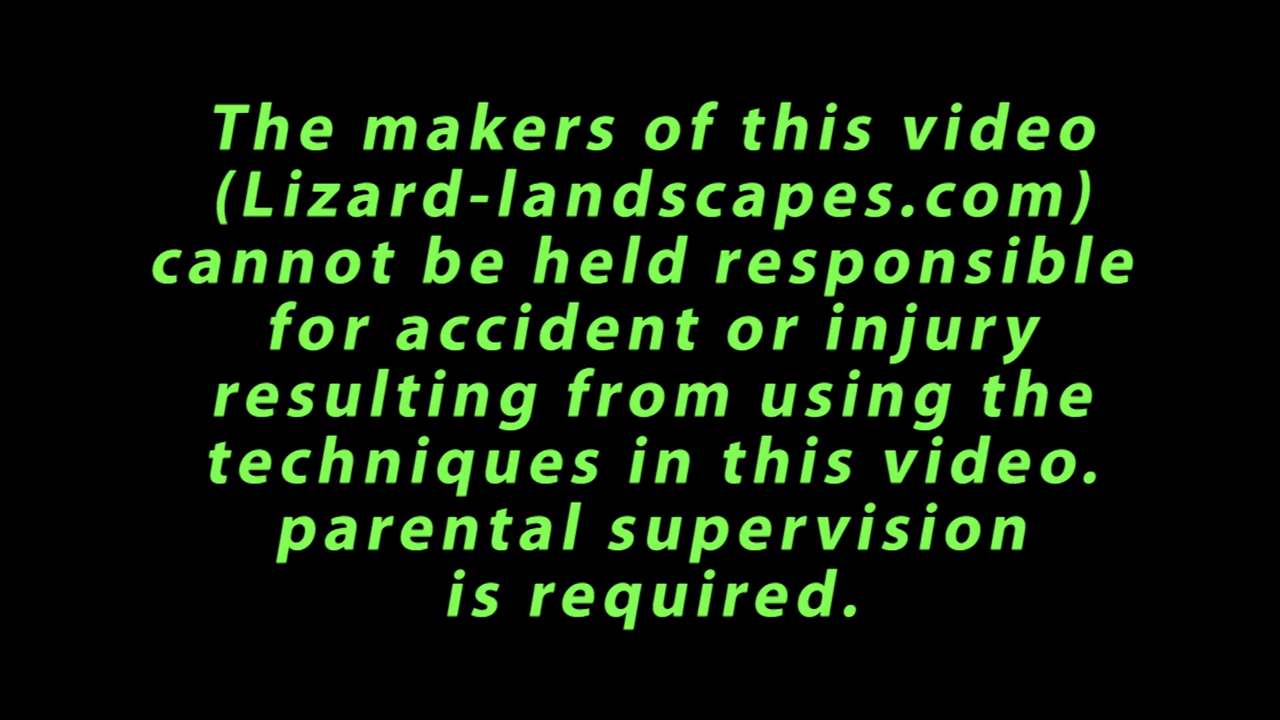 The makers of this video
(Lizard-landscapes.com)
cannot be held responsible
for accident or injury
resulting from using the
techniques in this video.
parental supervision
is required.